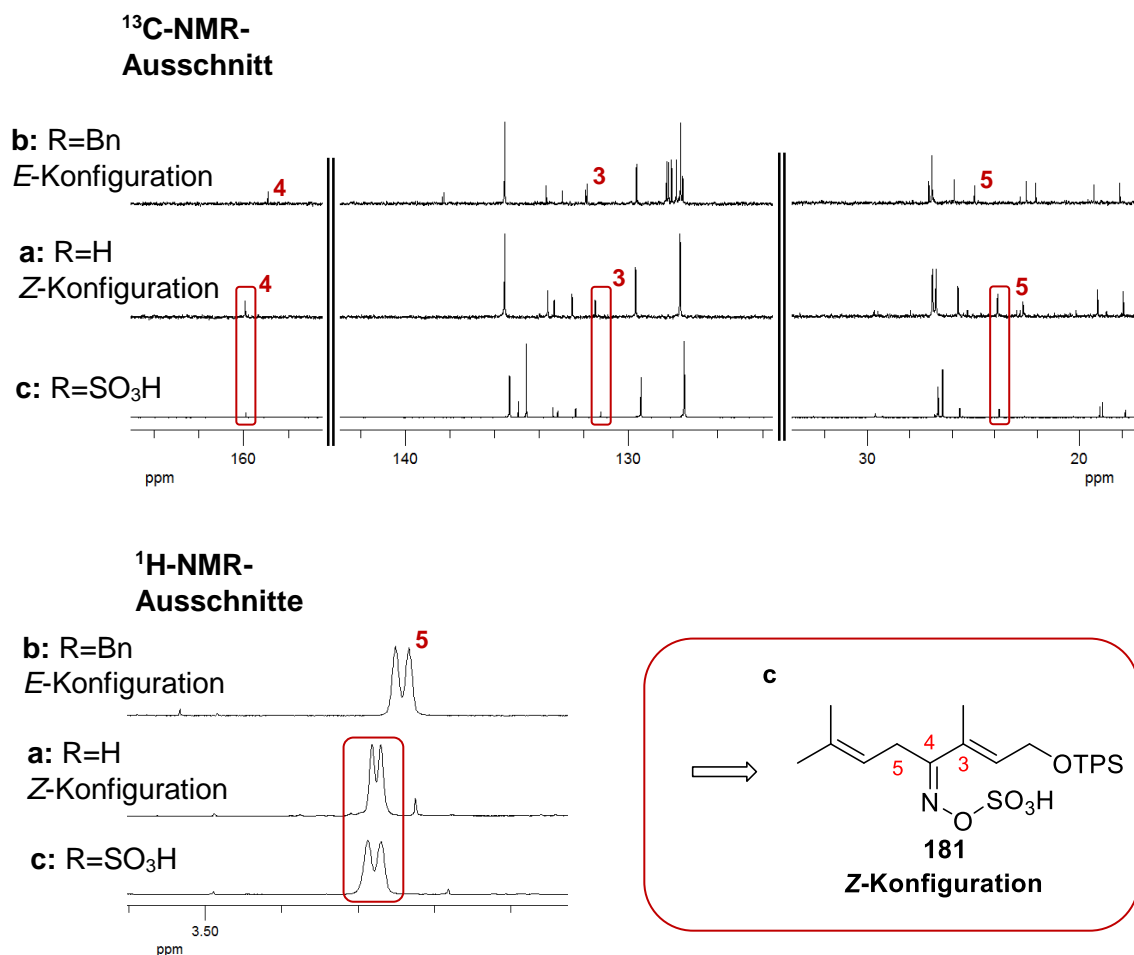 ¹³C-NMR-
Ausschnitt
b: R=Bn
E-Konfiguration
4
3
5
a: R=H
Z-Konfiguration
4
3
5
c: R=SO₃H
160
140
130
30
20
ppm
ppm
¹H-NMR-
Ausschnitte
b: R=Bn
E-Konfiguration
5
a: R=H
Z-Konfiguration
c: R=SO₃H
3.50
ppm
c
4
5
3
OTPS
N
O
SO₃H
181
Z-Konfiguration